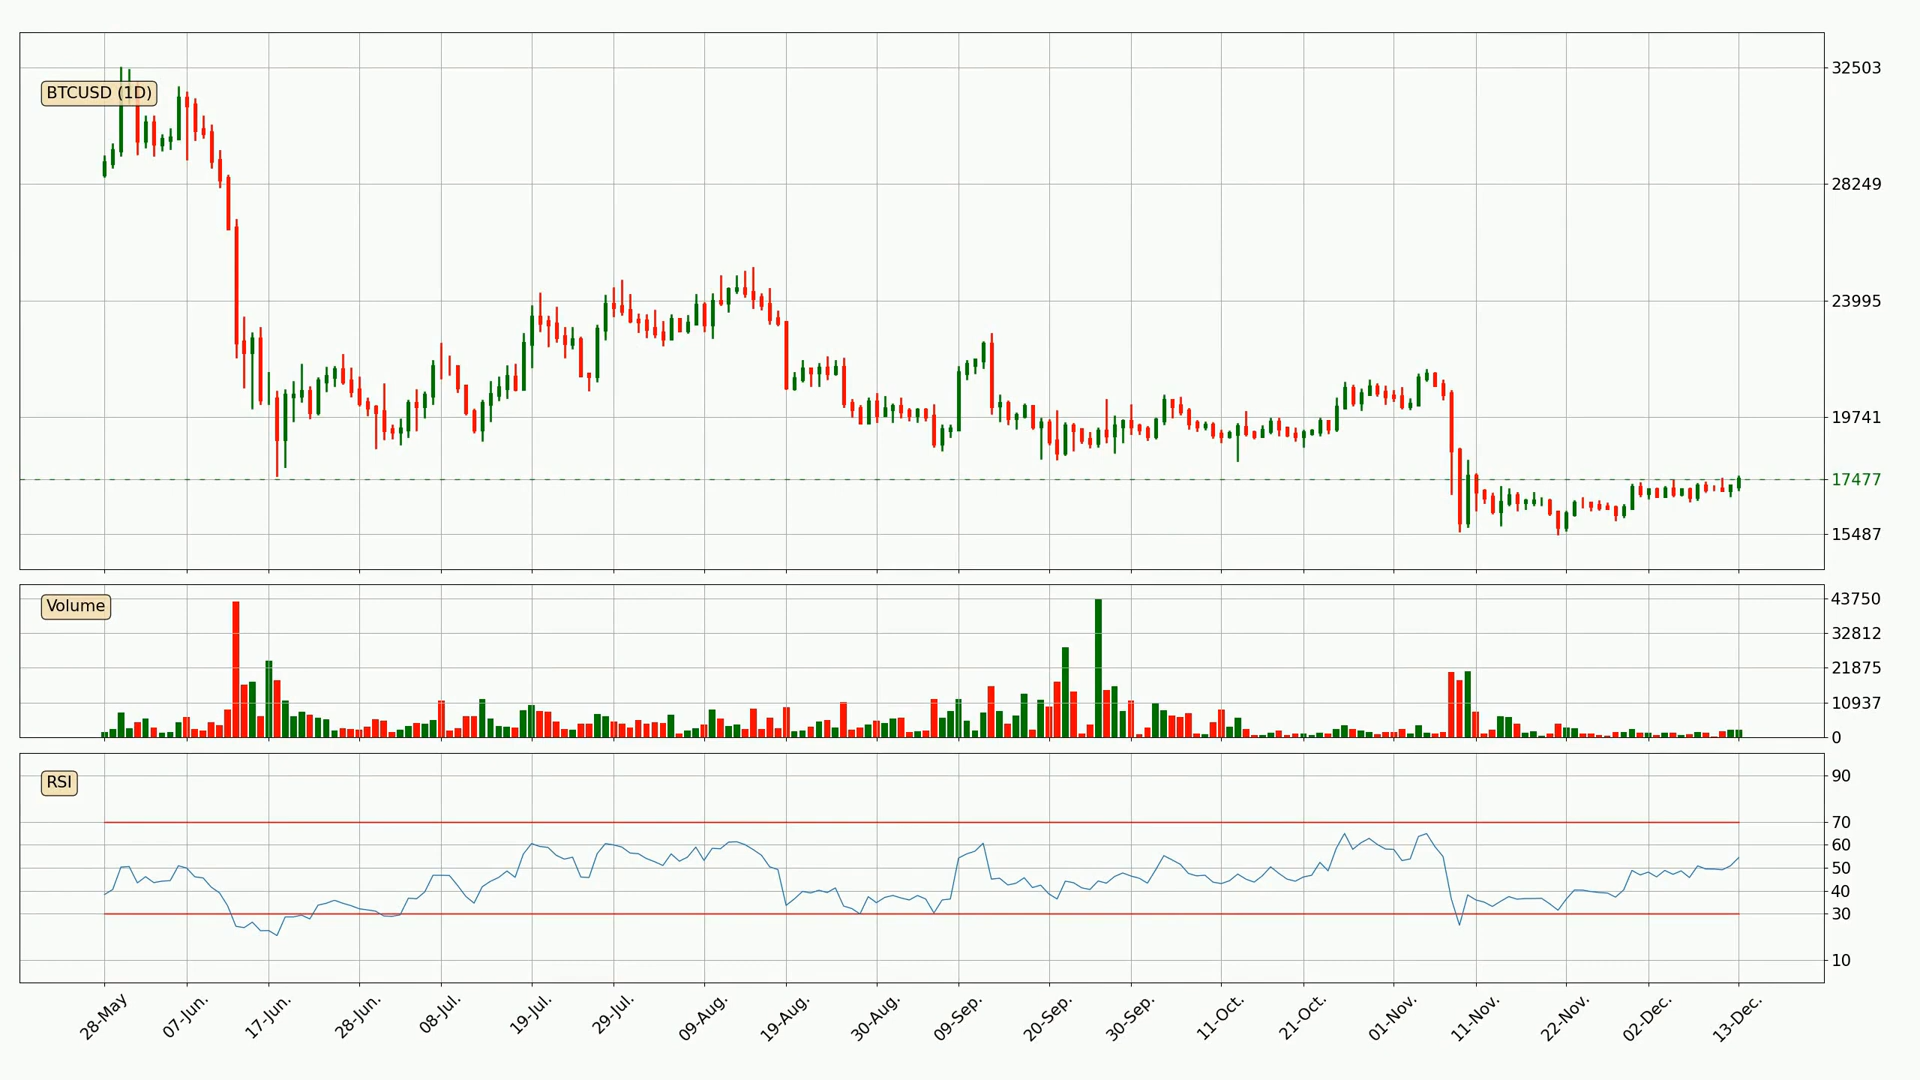 BTCUSD (1D)
32503
28249
23995
19741
17477
15487
Volume
43750
32812
21875
10937
0
RSI
90
70
60
50
40
30
10
28-May
07-Jun.
17-Jun.
28-Jun.
08-Jul.
19-Jul.
29-Jul.
09-Aug.
19-Aug.
30-Aug.
09-Sep.
20-Sep.
30-Sep.
11-Oct.
21-Oct.
01-Nov.
11-Nov.
22-Nov.
02-Dec.
13-Dec.